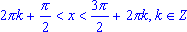 2πk + π/2 < x < 3π/2 + 2πk, k ∈ Z